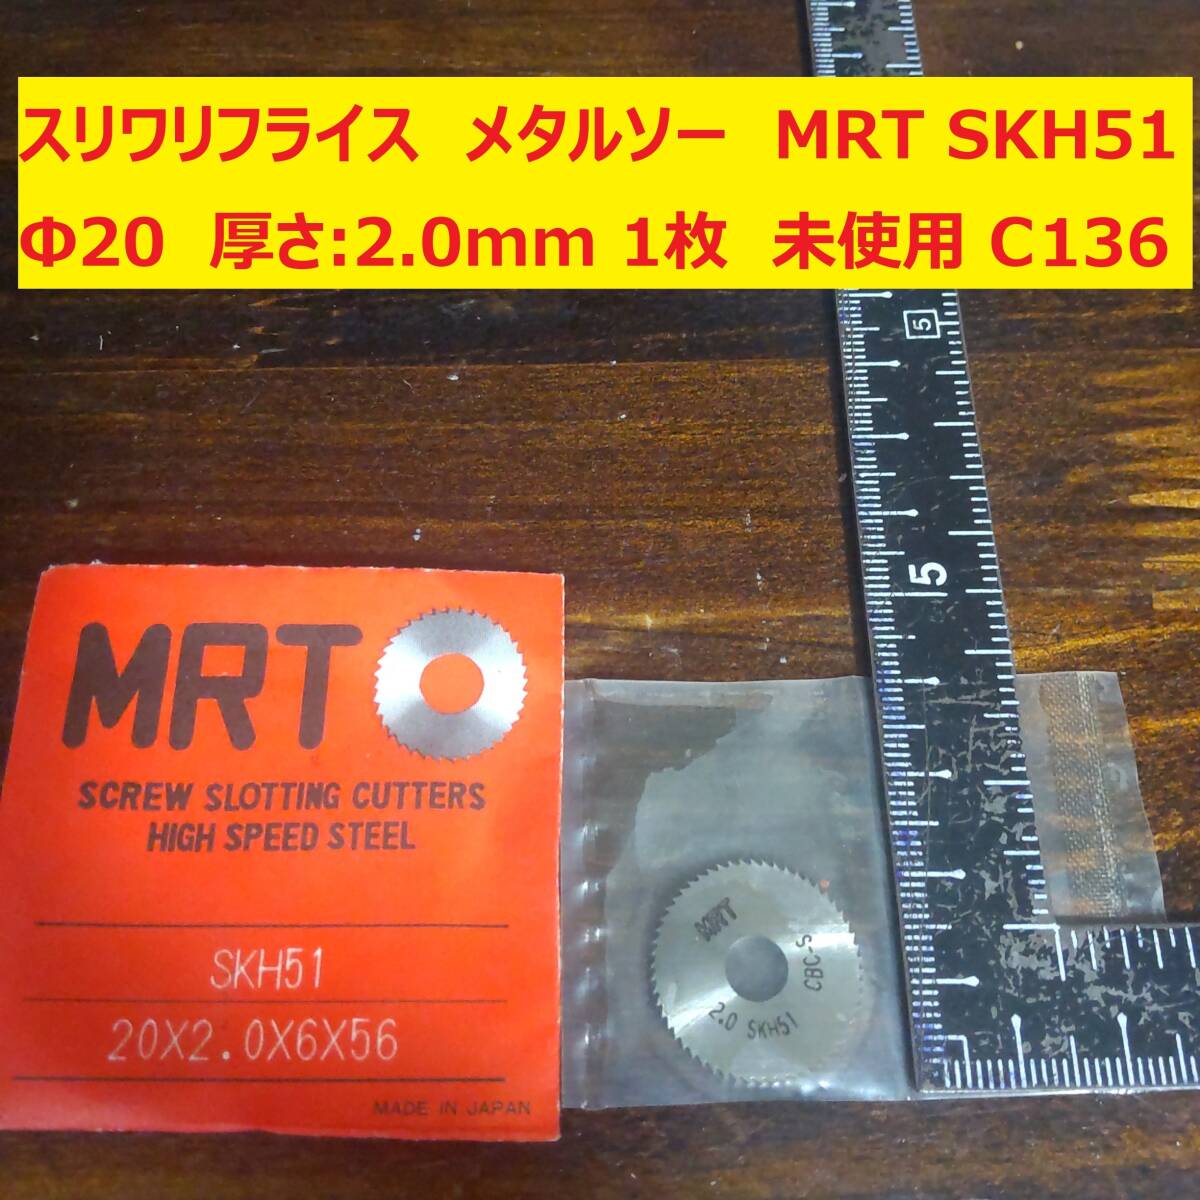 スリワリフライス メタルソー MRT SKH51
Φ20 厚さ:2.0mm 1枚 未使用 C136
5
5
MRT
SCREW SLOTTING CUTTERS
HIGH SPEED STEEL
SKH51
20X2.0X6X56
MADE IN JAPAN
MRT
CBC-S
2.0 SKH51